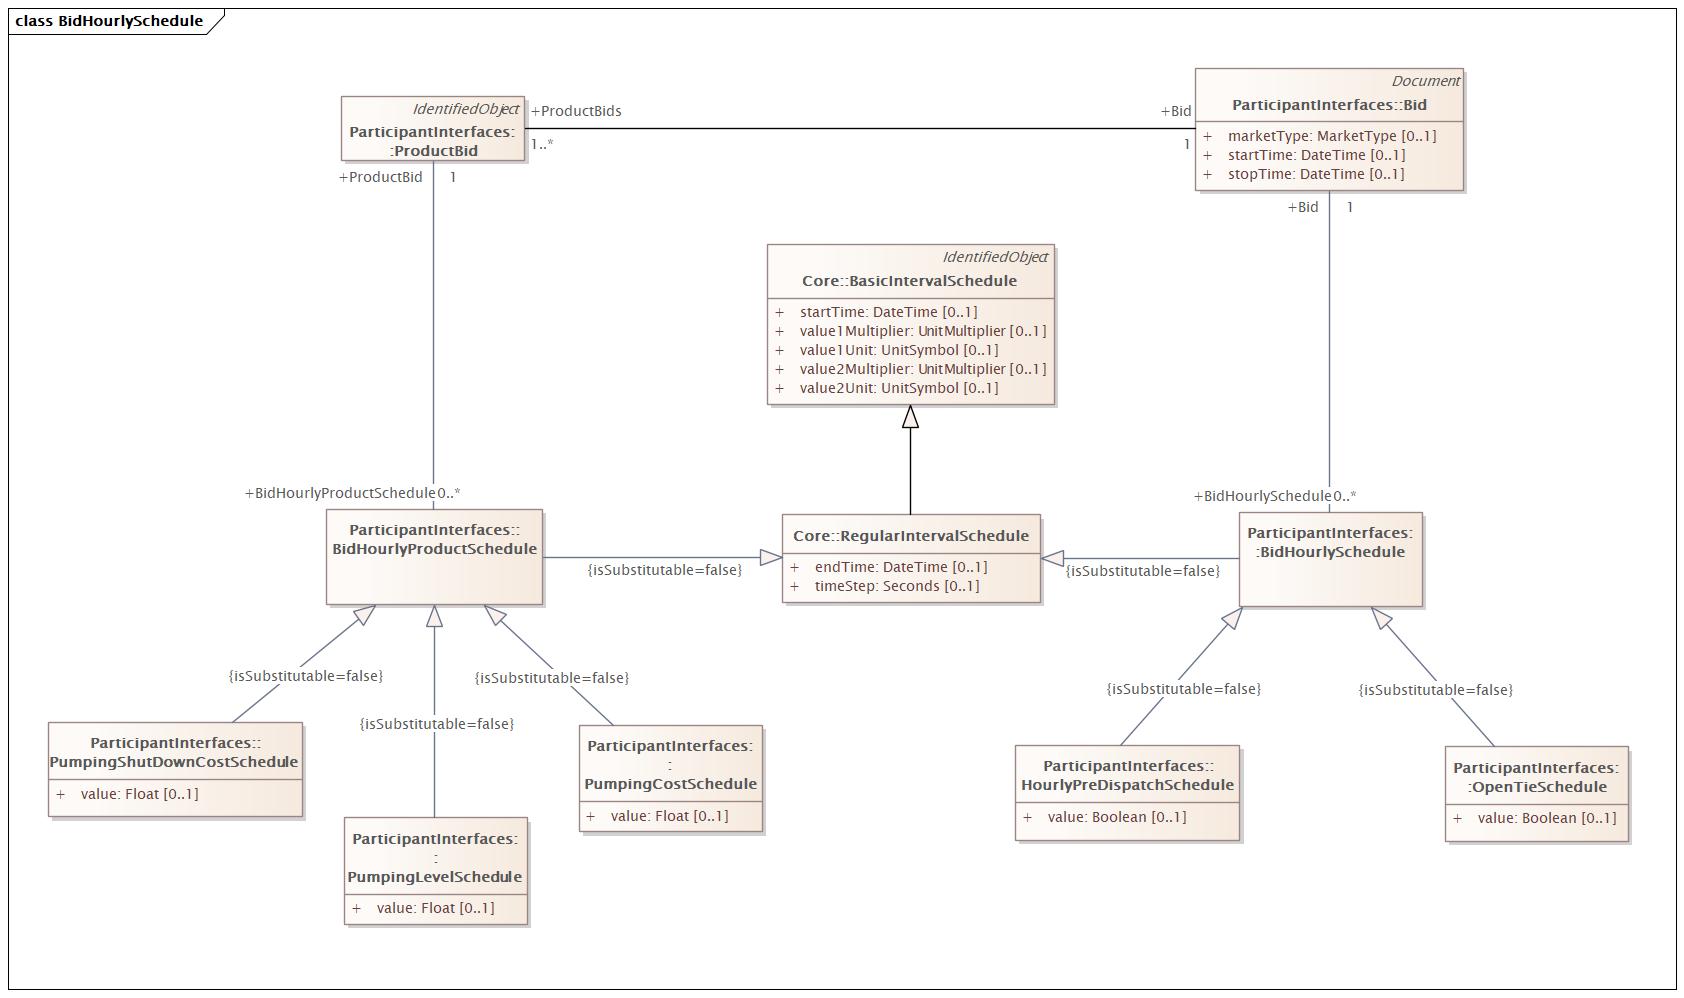 class BidHourlySchedule
IdentifiedObject
ParticipantInterfaces:
:ProductBid
+ProductBids
1..*
+Bid
1
Document
ParticipantInterfaces::Bid
+ marketType: MarketType [0..1]
+ startTime: DateTime [0..1]
+ stopTime: DateTime [0..1]
+ProductBid 1
+Bid 1
IdentifiedObject
Core::BasicIntervalSchedule
+ startTime: DateTime [0..1]
+ value1Multiplier: UnitMultiplier [0..1]
+ value1Unit: UnitSymbol [0..1]
+ value2Multiplier: UnitMultiplier [0..1]
+ value2Unit: UnitSymbol [0..1]
+BidHourlyProductSchedule 0..*
ParticipantInterfaces::
BidHourlyProductSchedule
{isSubstitutable=false}
Core::RegularIntervalSchedule
+ endTime: DateTime [0..1]
+ timeStep: Seconds [0..1]
{isSubstitutable=false}
+BidHourlySchedule 0..*
ParticipantInterfaces:
:BidHourlySchedule
{isSubstitutable=false}
{isSubstitutable=false}
{isSubstitutable=false}
{isSubstitutable=false}
{isSubstitutable=false}
ParticipantInterfaces::
PumpingShutDownCostSchedule
+ value: Float [0..1]
ParticipantInterfaces:
:
PumpingLevelSchedule
+ value: Float [0..1]
ParticipantInterfaces:
:
PumpingCostSchedule
+ value: Float [0..1]
ParticipantInterfaces::
HourlyPreDispatchSchedule
+ value: Boolean [0..1]
ParticipantInterfaces:
:OpenTieSchedule
+ value: Boolean [0..1]